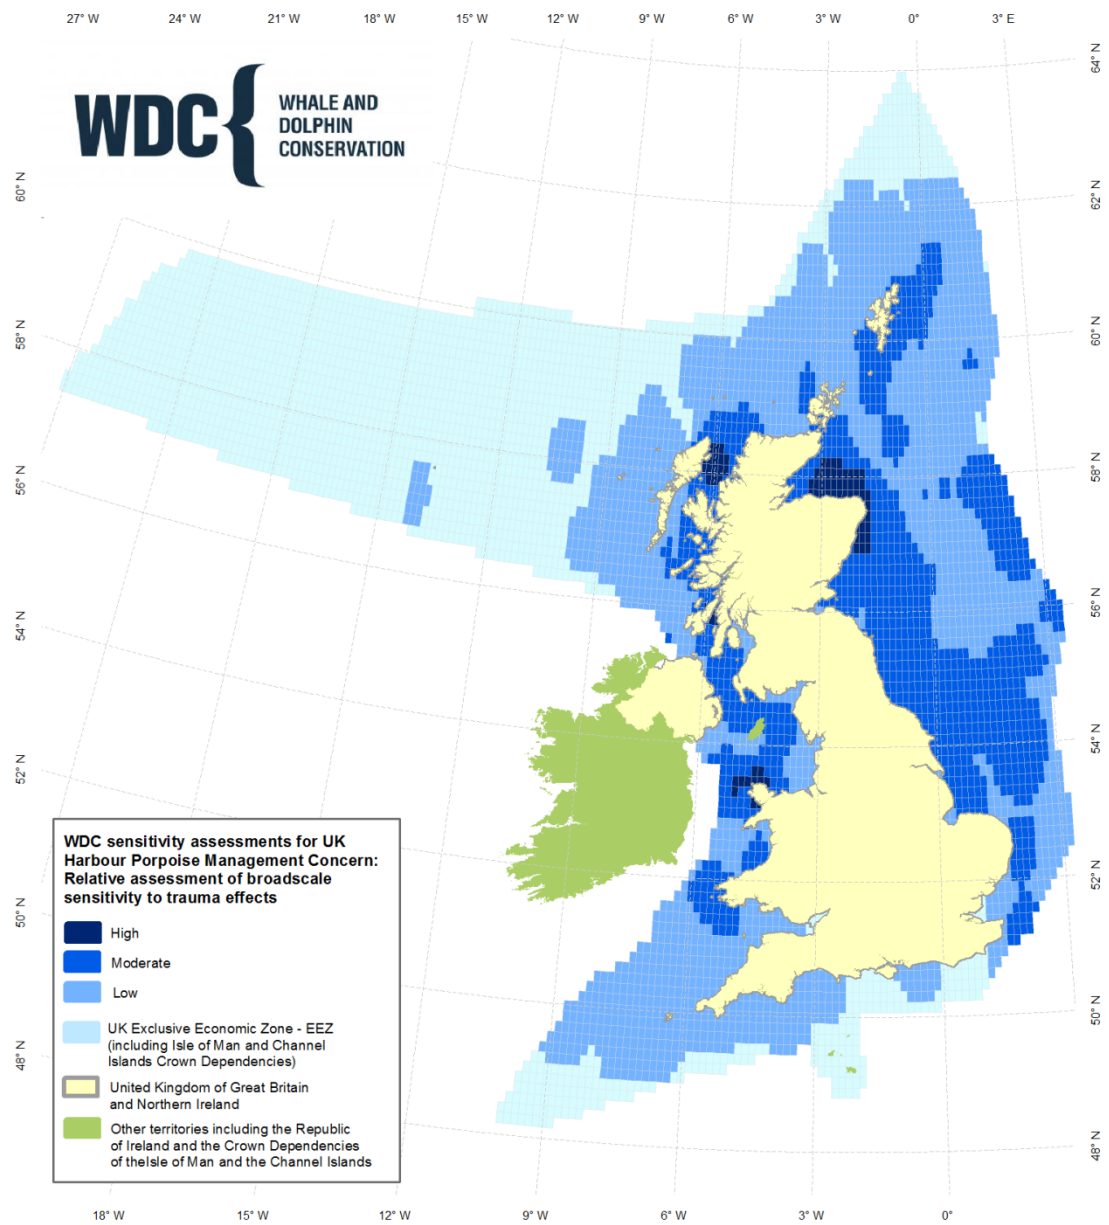 27° W 24° W 21° W 18° W 15° W 12° W 9° W 6° W 3° W 0° 3° E
64° N
WDC WHALE AND
DOLPHIN
CONSERVATION
60° N
62° N
58° N
60° N
56° N
58° N
54° N
56° N
52° N
54° N
WDC sensitivity assessments for UK
Harbour Porpoise Management Concern:
Relative assessment of broadscale
sensitivity to trauma effects
High
Moderate
Low
UK Exclusive Economic Zone - EEZ
(including Isle of Man and Channel
Islands Crown Dependencies)
United Kingdom of Great Britain
and Northern Ireland
Other territories including the Republic
of Ireland and the Crown Dependencies
of theIsle of Man and the Channel Islands
50° N
52° N
48° N
50° N
48° N
18° W 15° W 12° W 9° W 6° W 3° W 0°